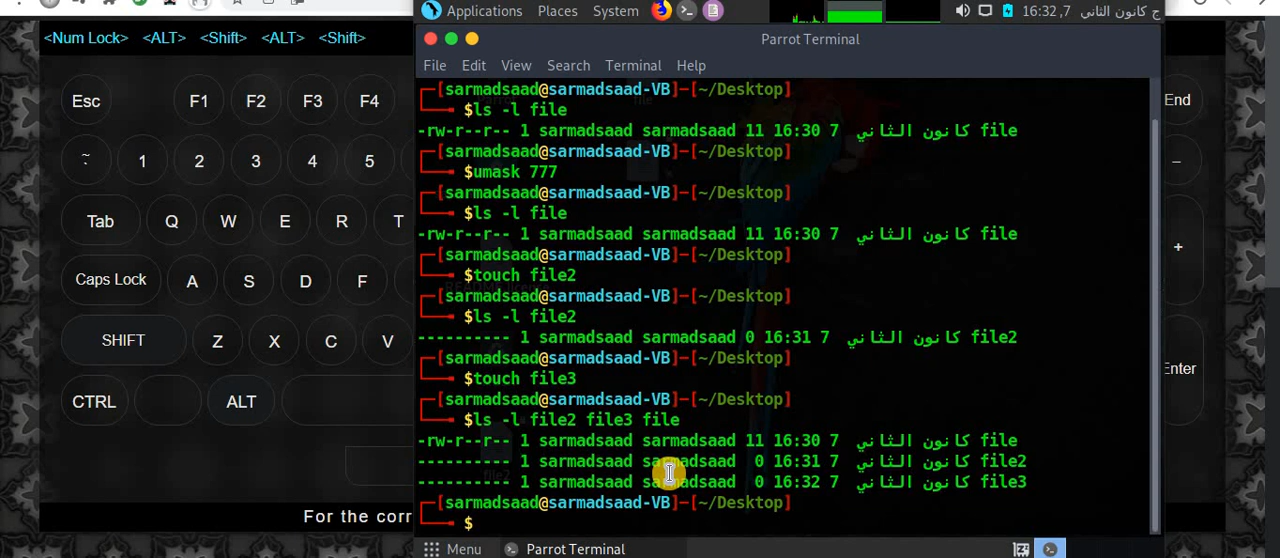 <Num Lock> <ALT> <Shift> <ALT> <Shift>
Esc F1 F2 F3 F4
~ ` 1 2 3 4 5
Tab Q W E R T
Caps Lock A S D F
SHIFT Z X C V
CTRL ALT
For the corr
End
−
+
Enter
Applications Places System 16:32 ,7 ج كانون الثاني
Parrot Terminal
File Edit View Search Terminal Help
┌─[sarmadsaad@sarmadsaad-VB]─[~/Desktop]
└──╼ $ls -l file
-rw-r--r-- 1 sarmadsaad sarmadsaad 11 16:30 7 كانون الثاني file
┌─[sarmadsaad@sarmadsaad-VB]─[~/Desktop]
└──╼ $umask 777
┌─[sarmadsaad@sarmadsaad-VB]─[~/Desktop]
└──╼ $ls -l file
-rw-r--r-- 1 sarmadsaad sarmadsaad 11 16:30 7 كانون الثاني file
┌─[sarmadsaad@sarmadsaad-VB]─[~/Desktop]
└──╼ $touch file2
┌─[sarmadsaad@sarmadsaad-VB]─[~/Desktop]
└──╼ $ls -l file2
---------- 1 sarmadsaad sarmadsaad 0 16:31 7 كانون الثاني file2
┌─[sarmadsaad@sarmadsaad-VB]─[~/Desktop]
└──╼ $touch file3
┌─[sarmadsaad@sarmadsaad-VB]─[~/Desktop]
└──╼ $ls -l file2 file3 file
-rw-r--r-- 1 sarmadsaad sarmadsaad 11 16:30 7 كانون الثاني file
---------- 1 sarmadsaad sarmadsaad 0 16:31 7 كانون الثاني file2
---------- 1 sarmadsaad sarmadsaad 0 16:32 7 كانون الثاني file3
┌─[sarmadsaad@sarmadsaad-VB]─[~/Desktop]
└──╼ $
Menu Parrot Terminal